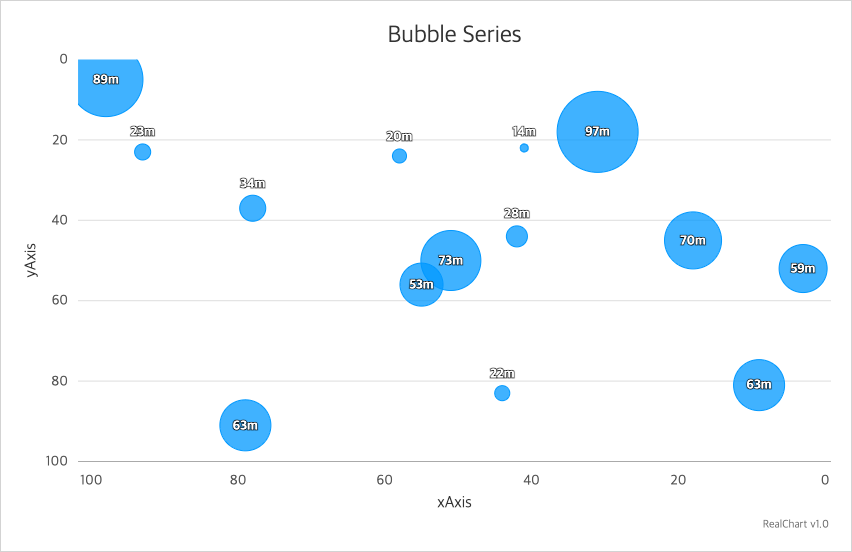 Bubble Series
0
89m
23m
20m
14m
97m
20
34m
28m
40
70m
73m
59m
53m
yAxis
60
22m
80
63m
63m
100
100 80 60 40 20 0
xAxis
RealChart v1.0